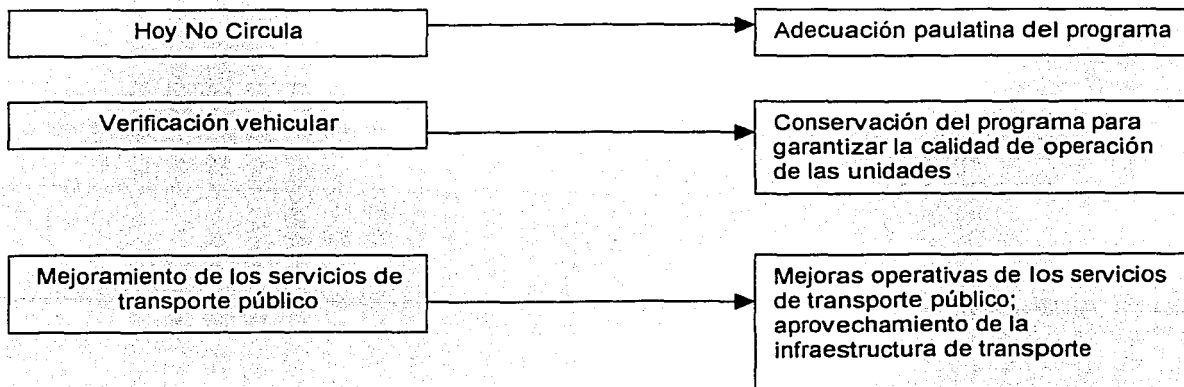 Hoy No Circula
Adecuación paulatina del programa
Verificación vehicular
Conservación del programa para
garantizar la calidad de operación
de las unidades
Mejoramiento de los servicios de
transporte público
Mejoras operativas de los servicios
de transporte público;
aprovechamiento de la
infraestructura de transporte